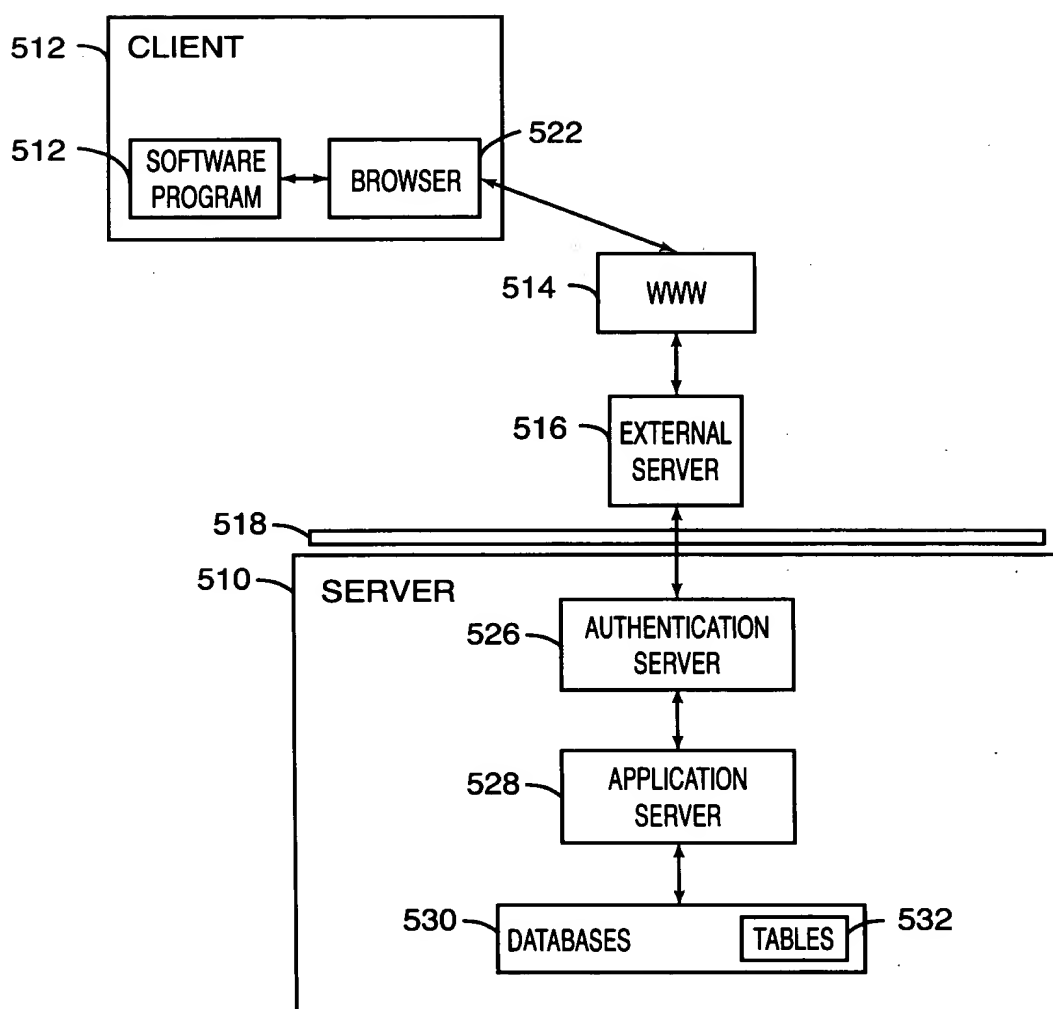 512
CLIENT
512
SOFTWARE
PROGRAM
BROWSER
522
514
WWW
516
EXTERNAL
SERVER
518
510
SERVER
526
AUTHENTICATION
SERVER
528
APPLICATION
SERVER
530
DATABASES
TABLES
532